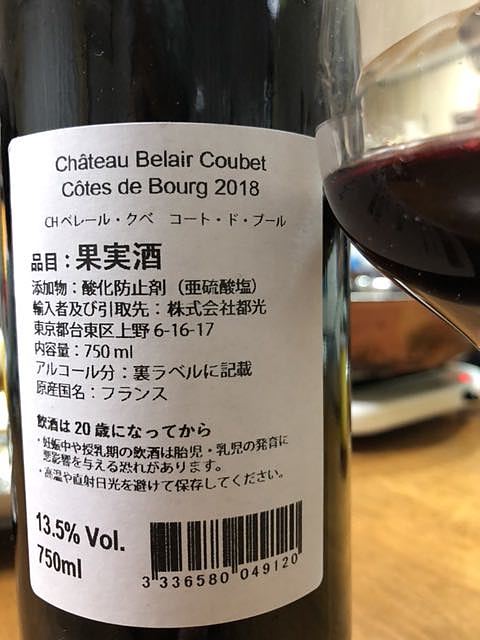 Château Belair Coubet
Côtes de Bourg 2018
CHベレール・クベ　コート・ド・ブール
品目：果実酒
添加物：酸化防止剤（亜硫酸塩）
輸入者及び引取先：株式会社都光
東京都台東区上野 6-16-17
内容量：750 ml
アルコール分：裏ラベルに記載
原産国名：フランス
飲酒は 20 歳になってから
・妊娠中や授乳期の飲酒は胎児・乳児の発育に
悪影響を与える恐れがあります。
・高温や直射日光を避けて保存してください。
13.5% Vol.
750ml
3 336580 049120